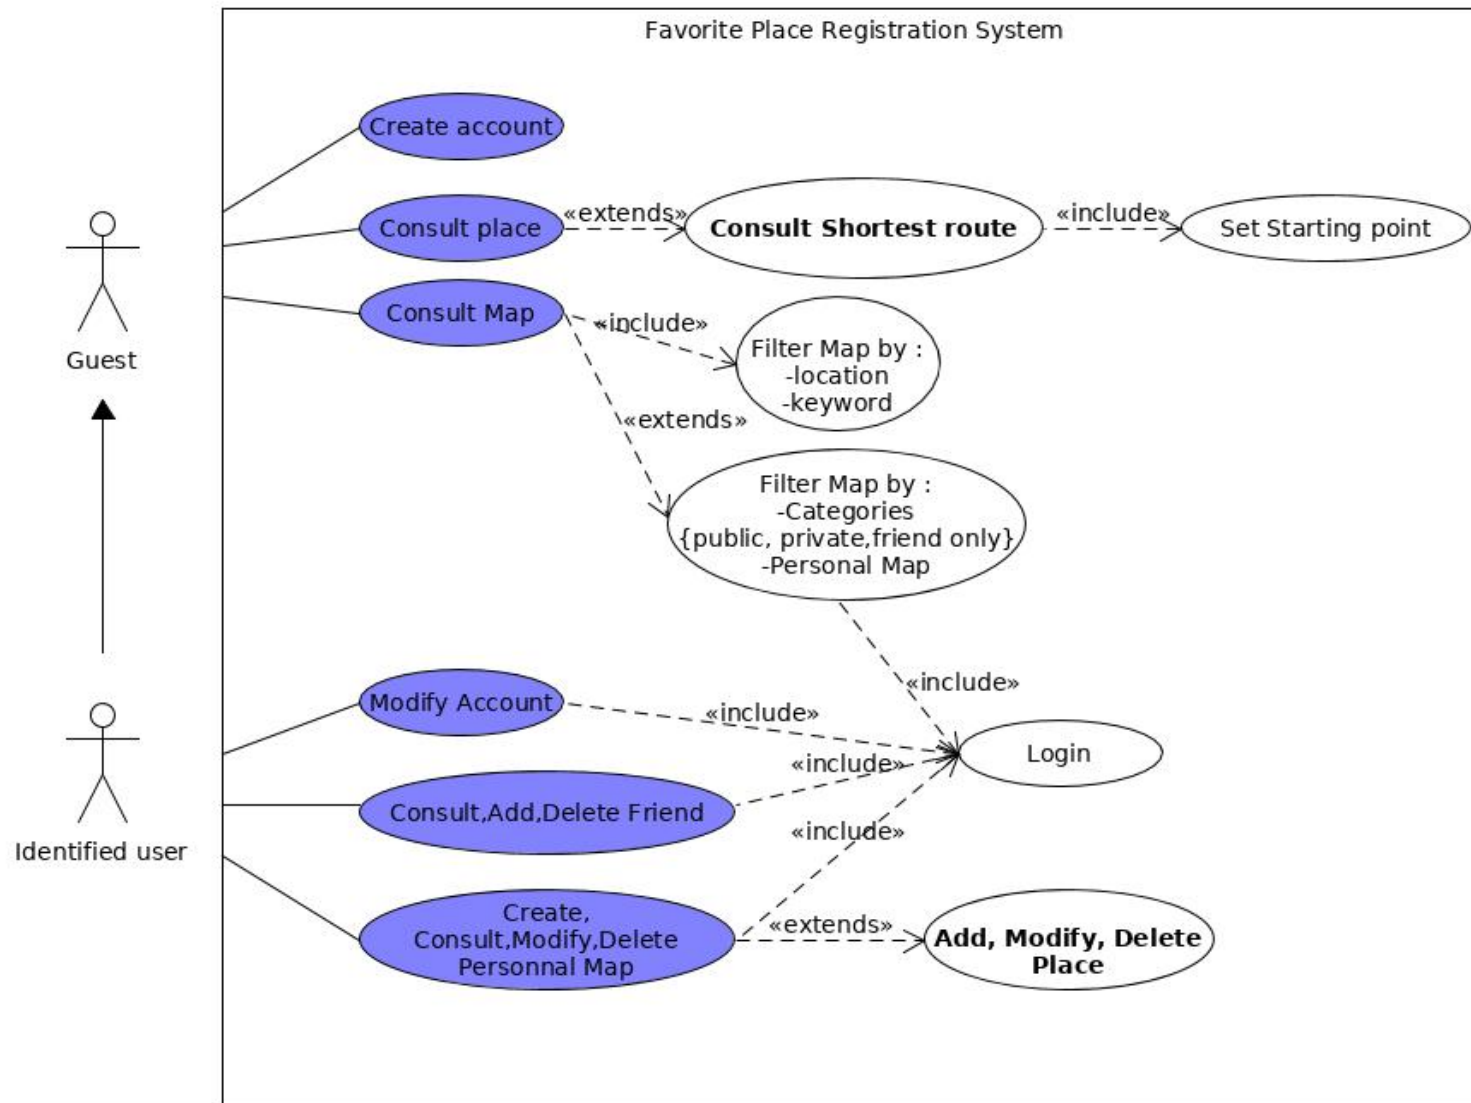 Favorite Place Registration System
Create account
Consult place
«extends»
Consult Shortest route
«include»
Set Starting point
Consult Map
«include»
Filter Map by :
-location
-keyword
Guest
«extends»
Filter Map by :
-Categories
{public, private,friend only}
-Personal Map
«include»
Modify Account
«include»
Login
«include»
Consult,Add,Delete Friend
«include»
Identified user
Create,
Consult,Modify,Delete
Personnal Map
«extends»
Add, Modify, Delete
Place